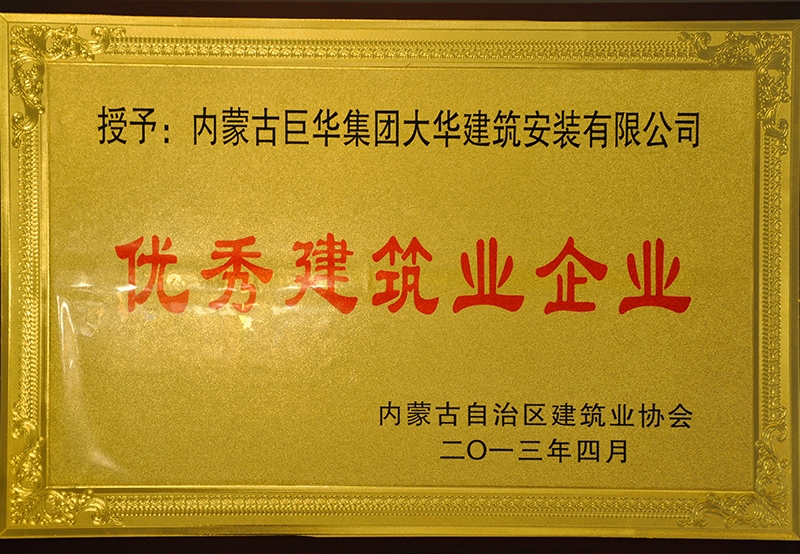 授予：内蒙古巨华集团大华建筑安装有限公司
优秀建筑业企业
内蒙古自治区建筑业协会
二〇一三年四月